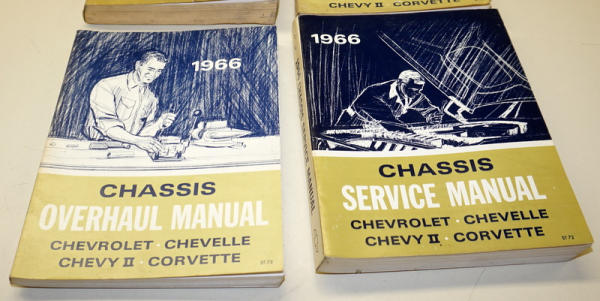 CHEVY II · CORVETTE
1966
CHASSIS
OVERHAUL MANUAL
CHEVROLET · CHEVELLE
CHEVY II · CORVETTE
1966
CHASSIS
SERVICE MANUAL
CHEVROLET · CHEVELLE
CHEVY II · CORVETTE